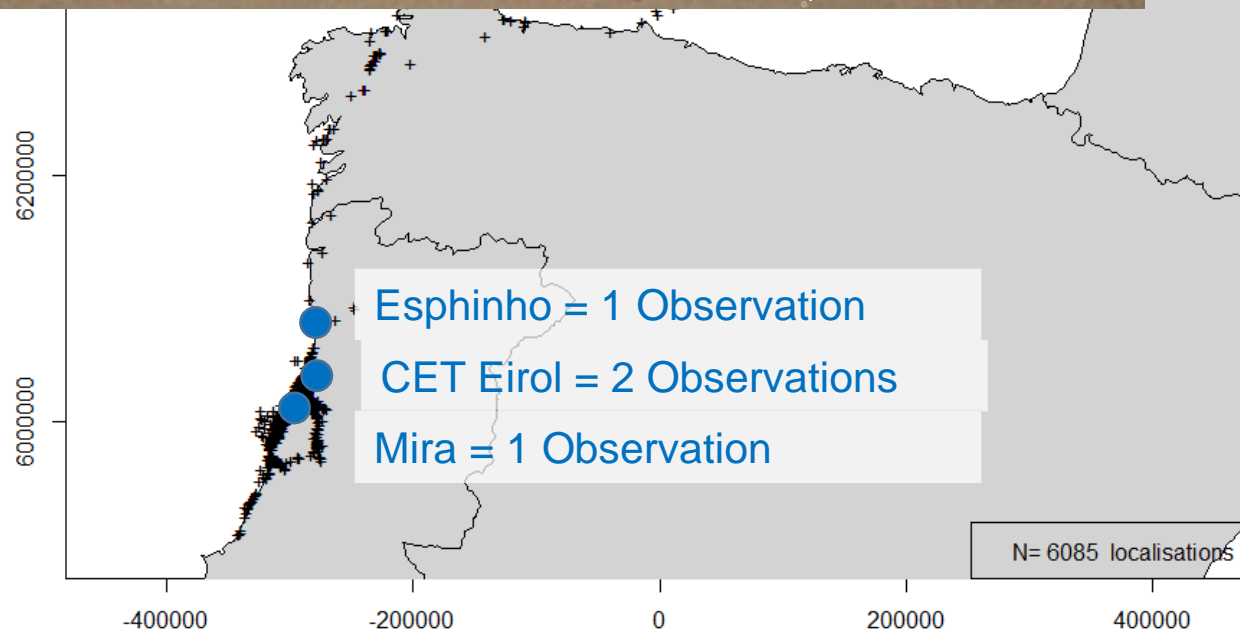 6200000
6000000
Esphinho = 1 Observation
CET Eirol = 2 Observations
Mira = 1 Observation
N= 6085 localisations
-400000 -200000 0 200000 400000